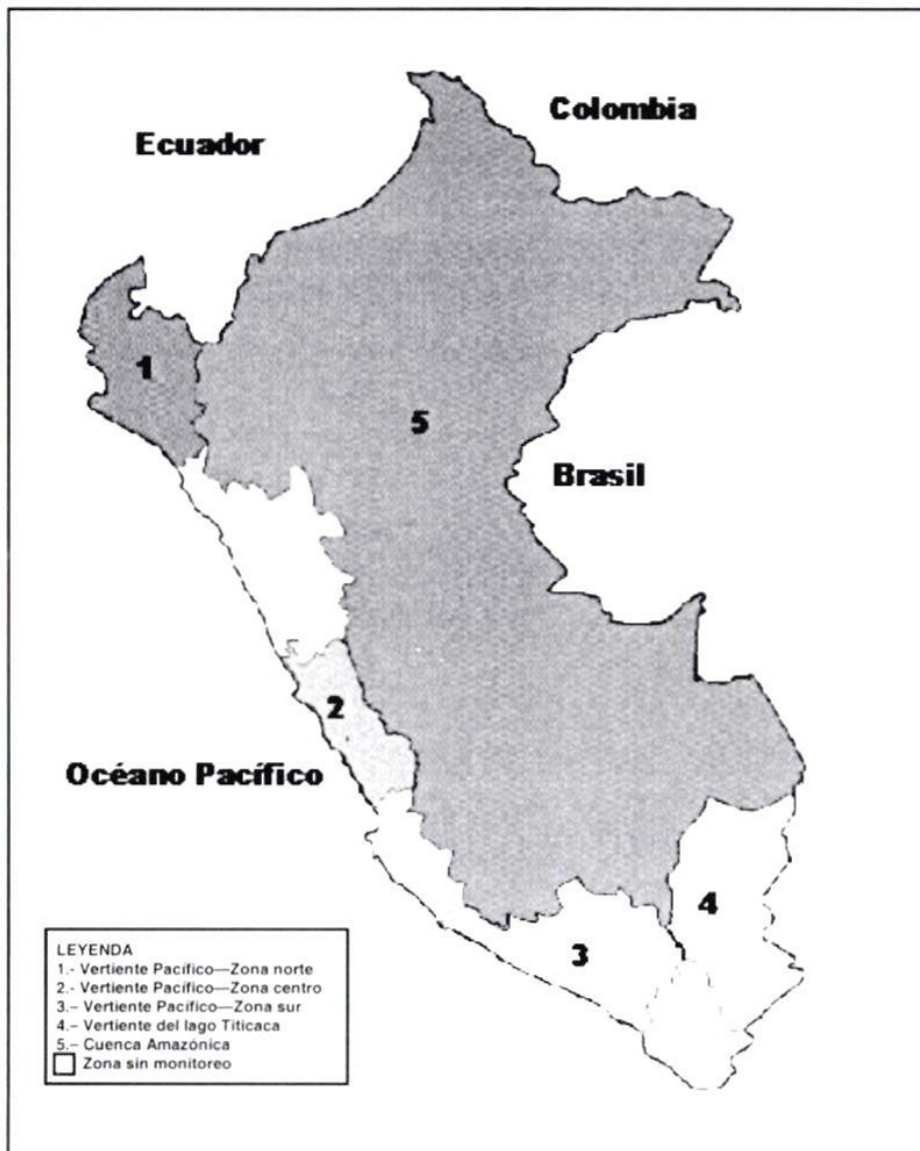 Colombia
Ecuador
1
5
Brasil
2
Océano Pacífico
4
3
LEYENDA
1.- Vertiente Pacífico—Zona norte
2.- Vertiente Pacífico—Zona centro
3.– Vertiente Pacífico—Zona sur
4.– Vertiente del lago Titicaca
5.– Cuenca Amazónica
Zona sin monitoreo